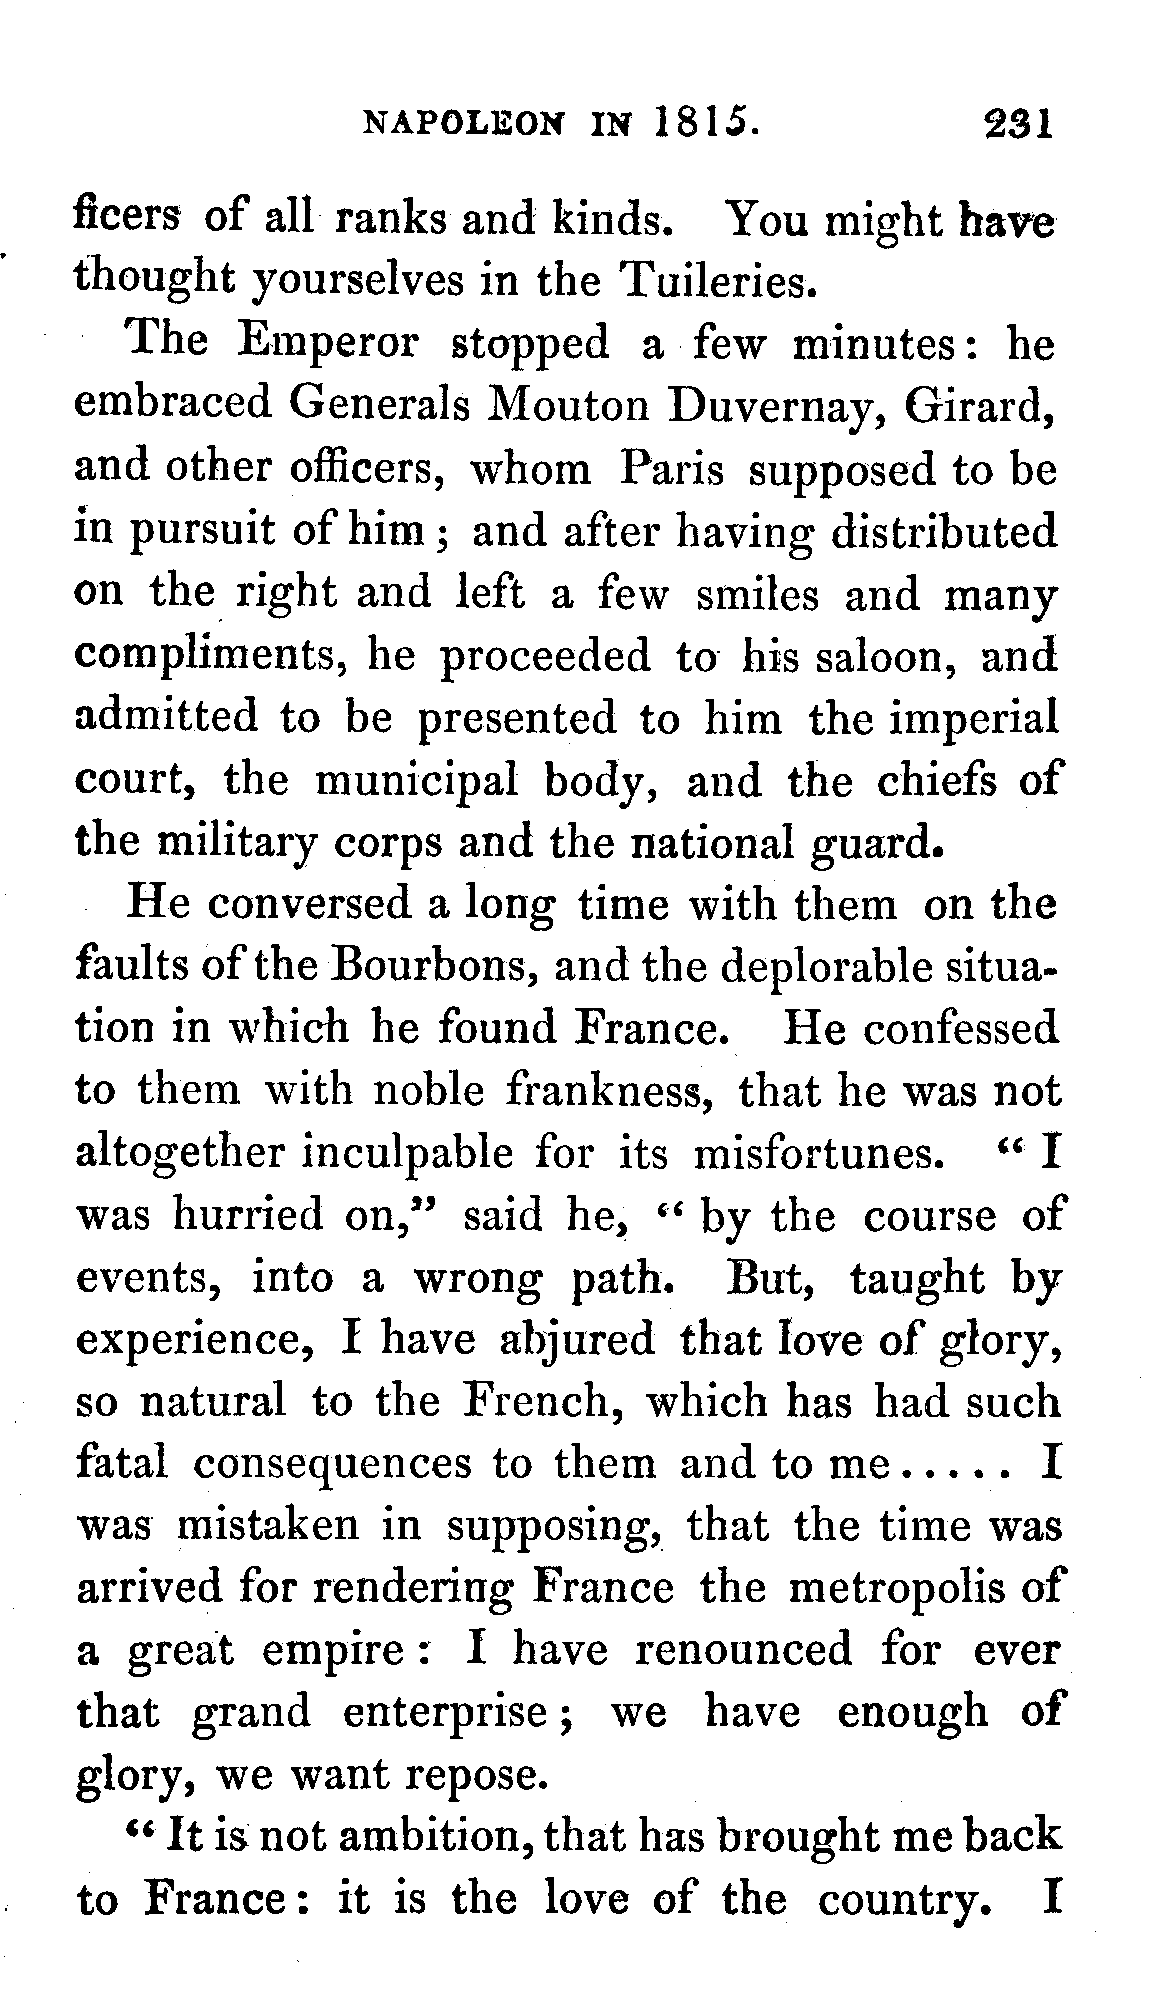 NAPOLEON IN 1815. 231
ficers of all ranks and kinds. You might have
thought yourselves in the Tuileries.
The Emperor stopped a few minutes: he
embraced Generals Mouton Duvernay, Girard,
and other officers, whom Paris supposed to be
in pursuit of him; and after having distributed
on the right and left a few smiles and many
compliments, he proceeded to his saloon, and
admitted to be presented to him the imperial
court, the municipal body, and the chiefs of
the military corps and the national guard.
He conversed a long time with them on the
faults of the Bourbons, and the deplorable situa-
tion in which he found France. He confessed
to them with noble frankness, that he was not
altogether inculpable for its misfortunes. “ I
was hurried on,” said he, “ by the course of
events, into a wrong path. But, taught by
experience, I have abjured that love of glory,
so natural to the French, which has had such
fatal consequences to them and to me..... I
was mistaken in supposing, that the time was
arrived for rendering France the metropolis of
a great empire: I have renounced for ever
that grand enterprise; we have enough of
glory, we want repose.
“ It is not ambition, that has brought me back
to France: it is the love of the country. I